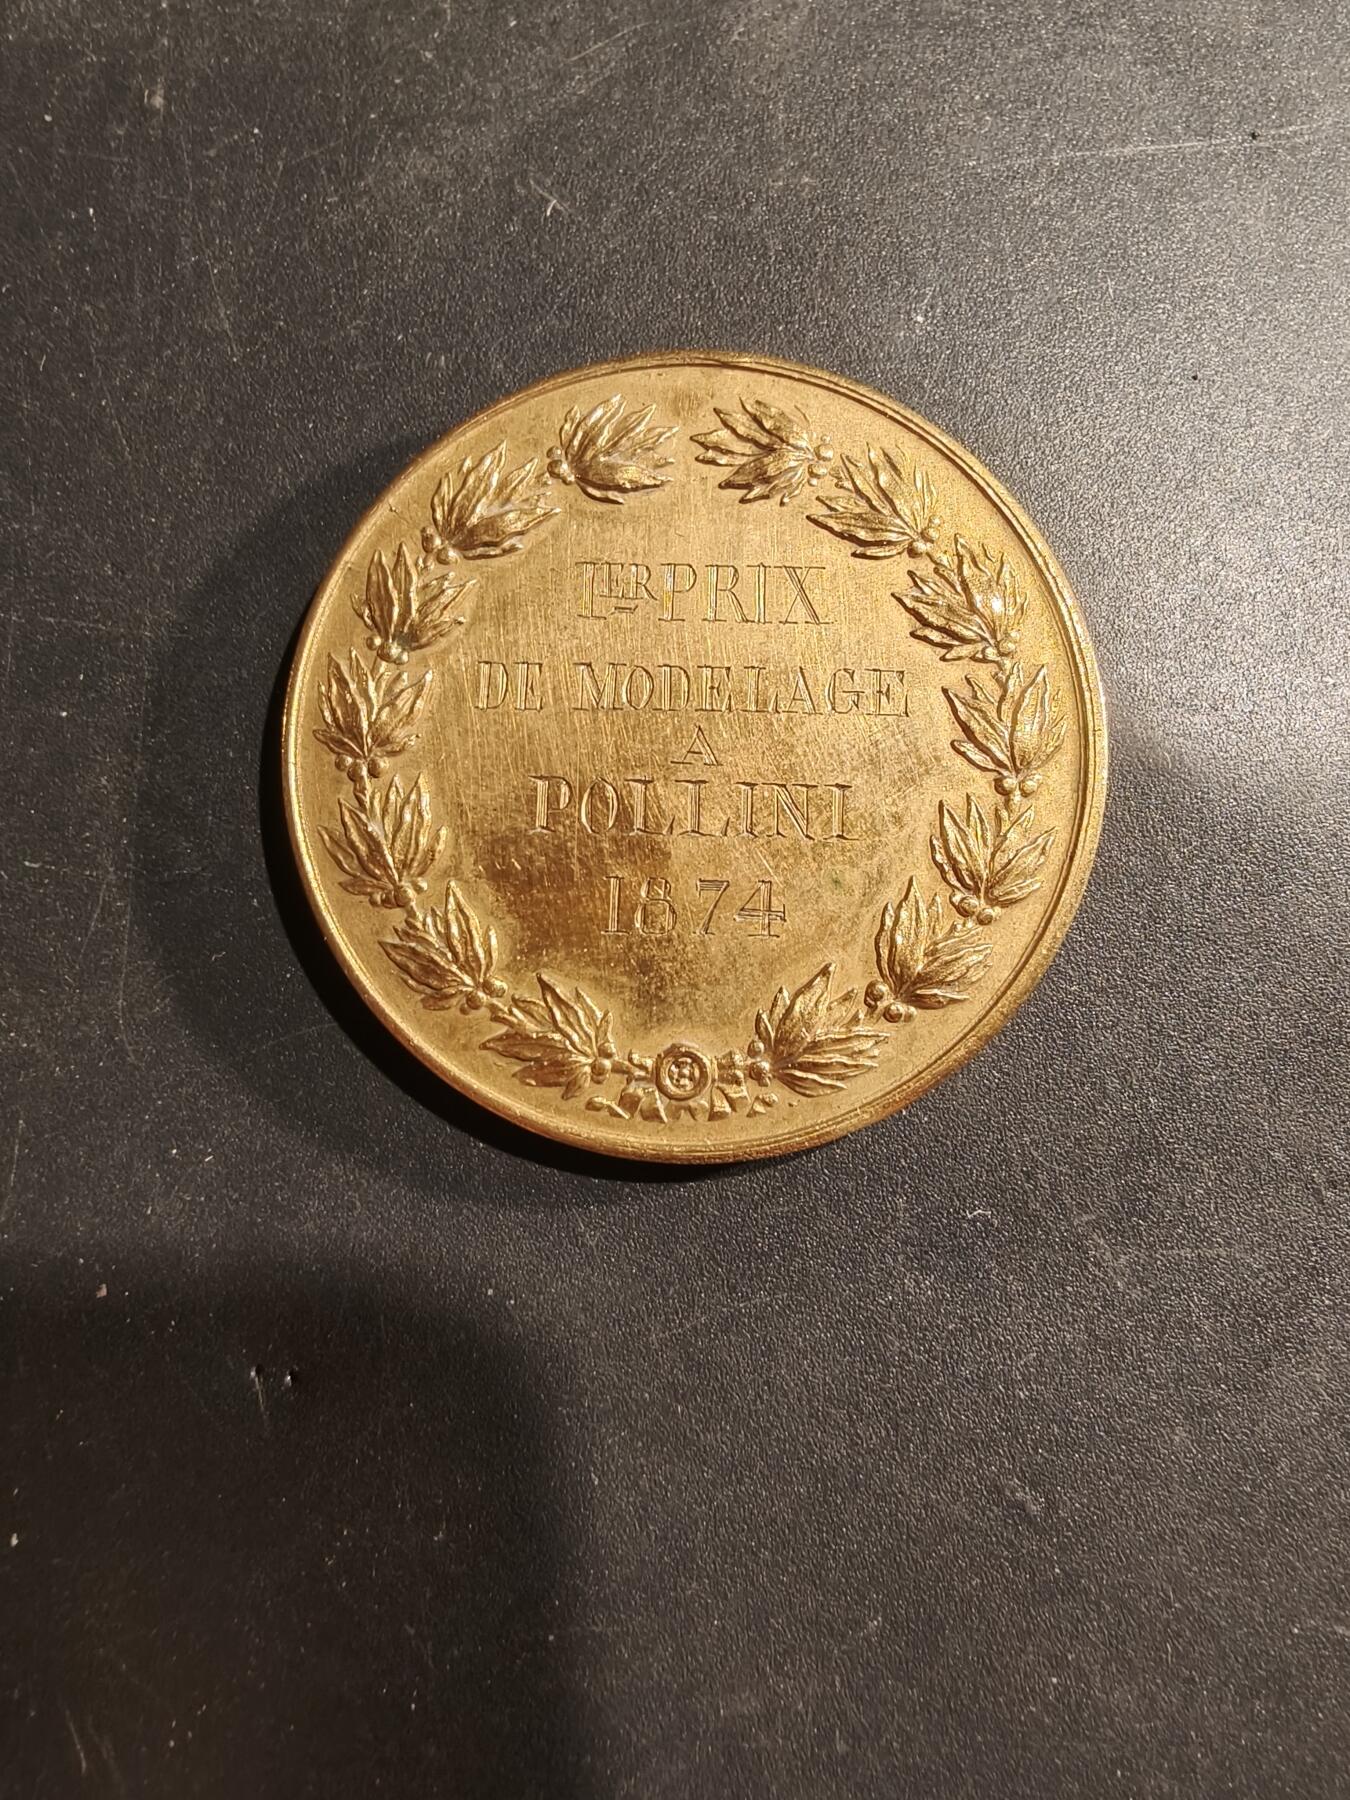 1ER PRIX
DE MODELAGE
A
POLLINI
1874